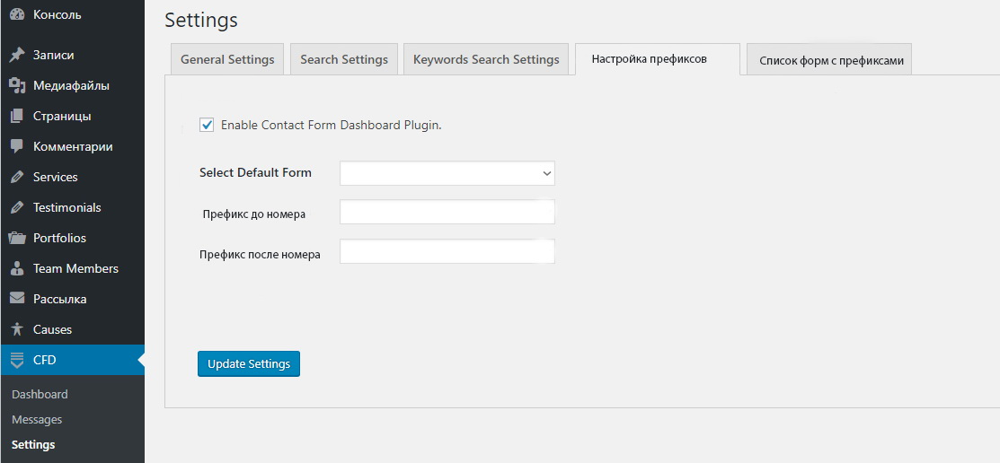 Консоль
Записи
Медиафайлы
Страницы
Комментарии
Services
Testimonials
Portfolios
Team Members
Рассылка
Causes
CFD
Dashboard
Messages
Settings
Settings
General Settings
Search Settings
Keywords Search Settings
Настройка префиксов
Список форм с префиксами
Enable Contact Form Dashboard Plugin.
Select Default Form
Префикс до номера
Префикс после номера
Update Settings